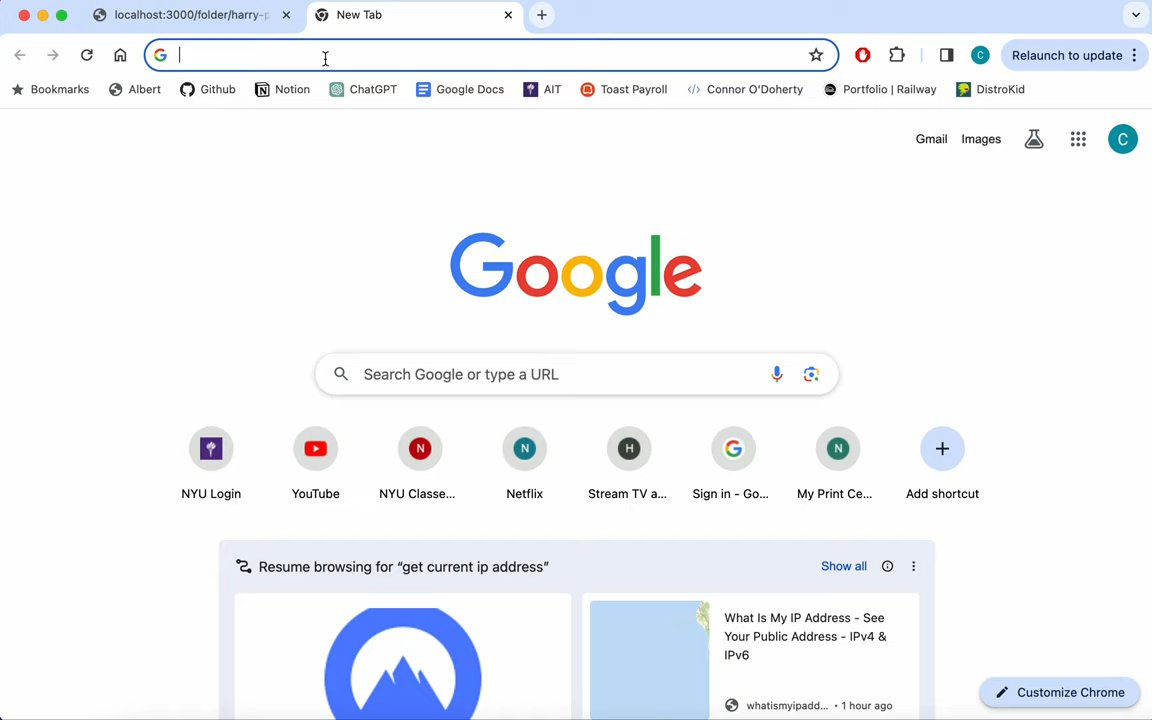 localhost:3000/folder/harry-p
New Tab
Relaunch to update
Bookmarks
Albert
Github
Notion
ChatGPT
Google Docs
AIT
Toast Payroll
Connor O'Doherty
Portfolio | Railway
DistroKid
Gmail
Images
C
C
Google
Search Google or type a URL
N
N
H
N
NYU Login
YouTube
NYU Classe...
Netflix
Stream TV a...
Sign in - Go...
My Print Ce...
Add shortcut
Resume browsing for “get current ip address”
Show all
What Is My IP Address - See
Your Public Address - IPv4 &
IPv6
whatismyipadd... • 1 hour ago
Customize Chrome